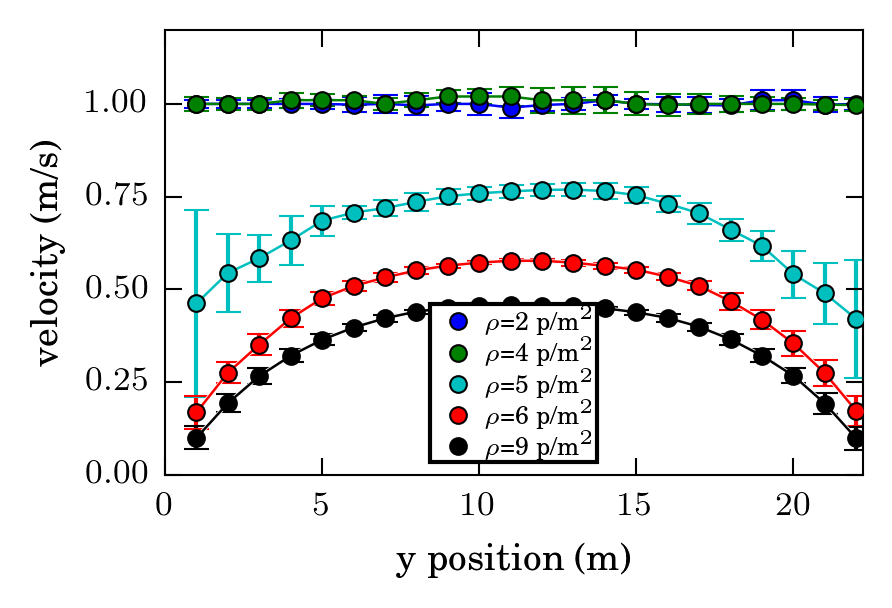 1.00
0.75
0.50
0.25
0.00
velocity (m/s)
ρ=2 p/m²
ρ=4 p/m²
ρ=5 p/m²
ρ=6 p/m²
ρ=9 p/m²
0 5 10 15 20
y position (m)